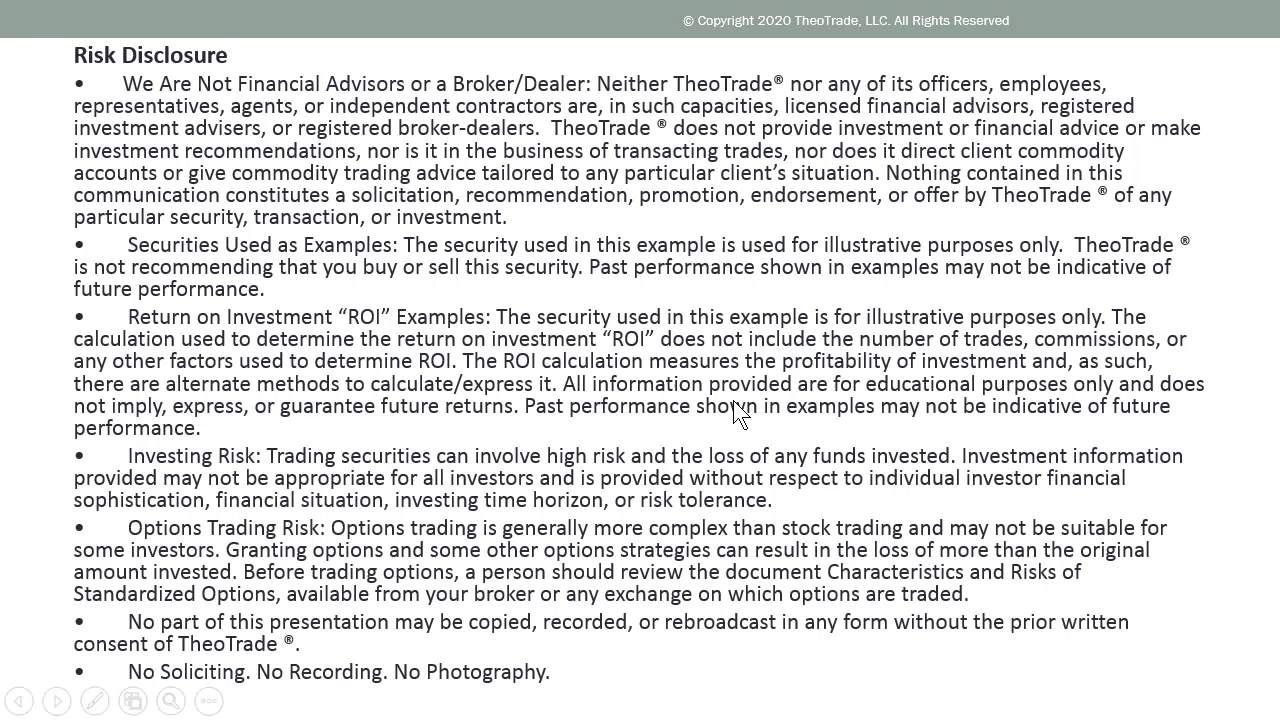 © Copyright 2020 TheoTrade, LLC. All Rights Reserved
Risk Disclosure
• We Are Not Financial Advisors or a Broker/Dealer: Neither TheoTrade® nor any of its officers, employees,
representatives, agents, or independent contractors are, in such capacities, licensed financial advisors, registered
investment advisers, or registered broker-dealers. TheoTrade ® does not provide investment or financial advice or make
investment recommendations, nor is it in the business of transacting trades, nor does it direct client commodity
accounts or give commodity trading advice tailored to any particular client’s situation. Nothing contained in this
communication constitutes a solicitation, recommendation, promotion, endorsement, or offer by TheoTrade ® of any
particular security, transaction, or investment.
• Securities Used as Examples: The security used in this example is used for illustrative purposes only. TheoTrade ®
is not recommending that you buy or sell this security. Past performance shown in examples may not be indicative of
future performance.
• Return on Investment “ROI” Examples: The security used in this example is for illustrative purposes only. The
calculation used to determine the return on investment “ROI” does not include the number of trades, commissions, or
any other factors used to determine ROI. The ROI calculation measures the profitability of investment and, as such,
there are alternate methods to calculate/express it. All information provided are for educational purposes only and does
not imply, express, or guarantee future returns. Past performance shown in examples may not be indicative of future
performance.
• Investing Risk: Trading securities can involve high risk and the loss of any funds invested. Investment information
provided may not be appropriate for all investors and is provided without respect to individual investor financial
sophistication, financial situation, investing time horizon, or risk tolerance.
• Options Trading Risk: Options trading is generally more complex than stock trading and may not be suitable for
some investors. Granting options and some other options strategies can result in the loss of more than the original
amount invested. Before trading options, a person should review the document Characteristics and Risks of
Standardized Options, available from your broker or any exchange on which options are traded.
• No part of this presentation may be copied, recorded, or rebroadcast in any form without the prior written
consent of TheoTrade ®.
• No Soliciting. No Recording. No Photography.